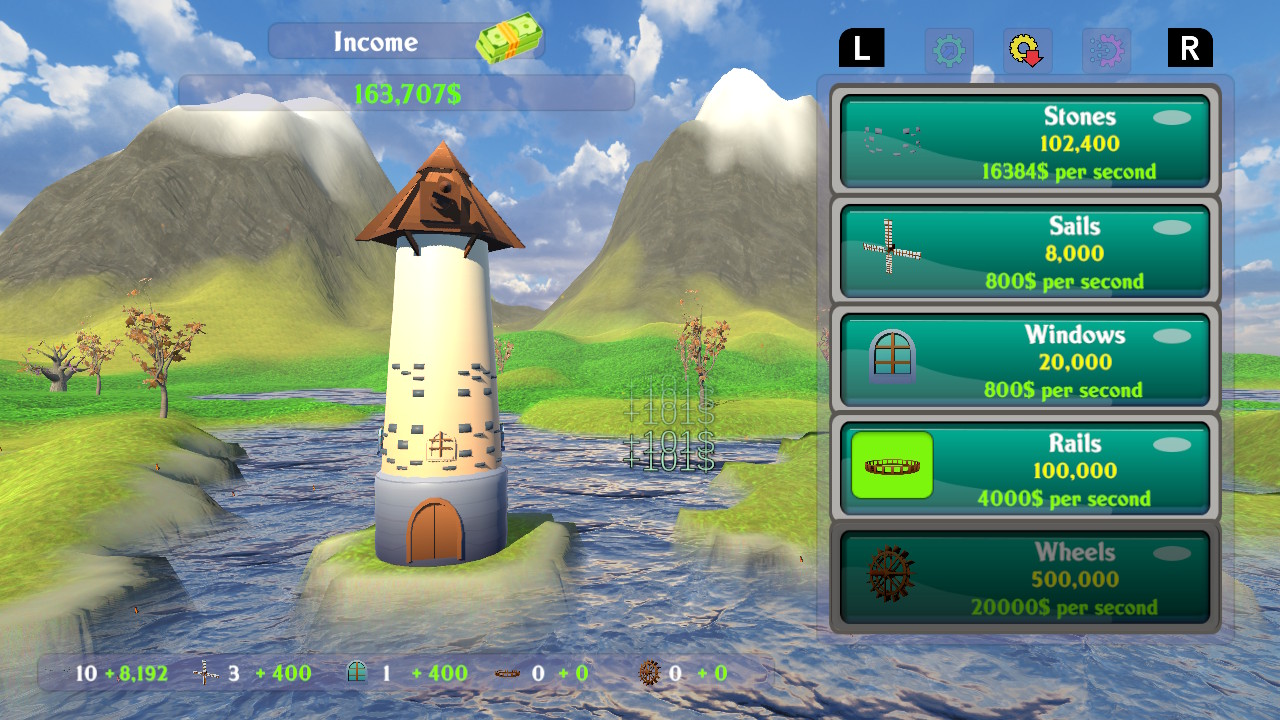 Income
163,707$
L
R
Stones
102,400
16384$ per second
Sails
8,000
800$ per second
Windows
20,000
800$ per second
Rails
100,000
4000$ per second
Wheels
500,000
20000$ per second
+181$
+181$
+101$
+101$
10 +8,192 3 + 400 1 + 400 0 + 0 0 + 0